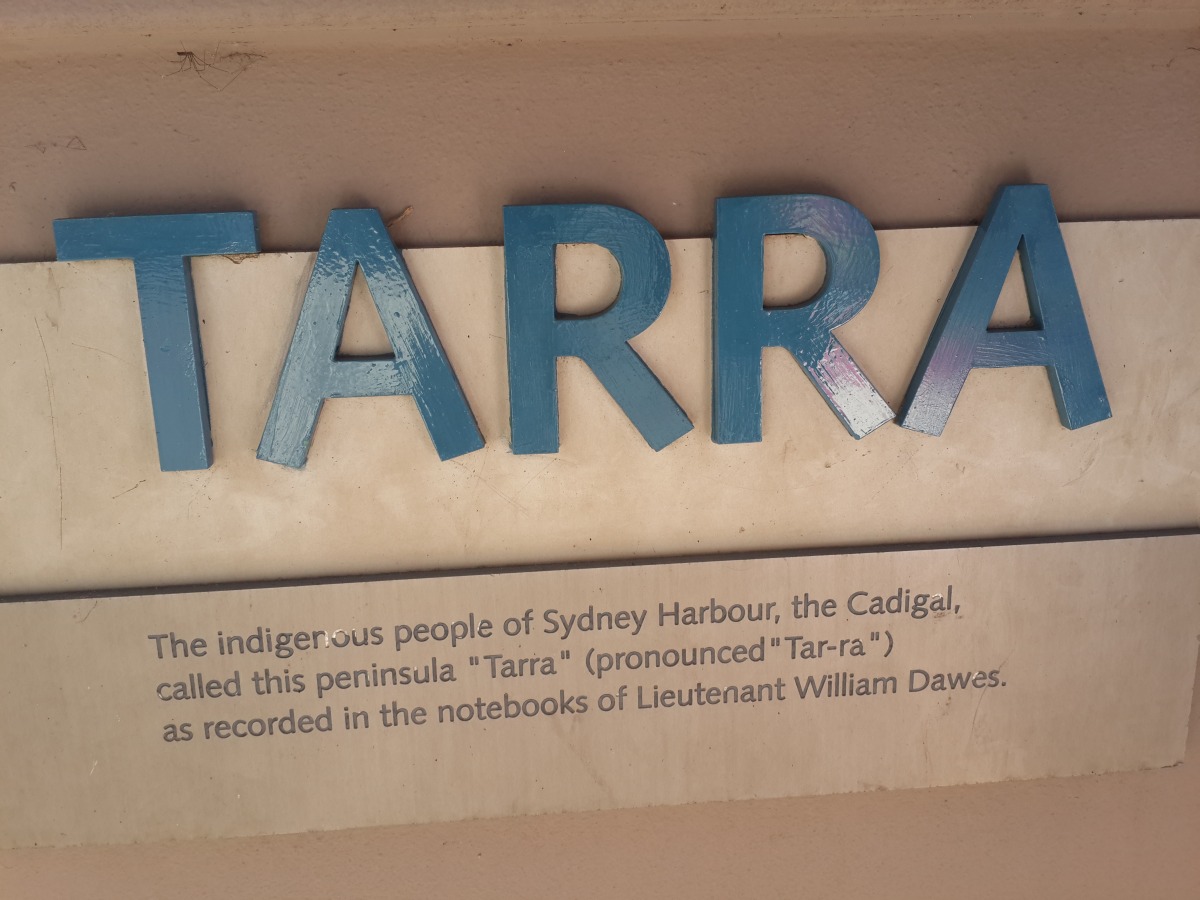 TARRA
The indigenous people of Sydney Harbour, the Cadigal,
called this peninsula "Tarra" (pronounced "Tar-ra")
as recorded in the notebooks of Lieutenant William Dawes.